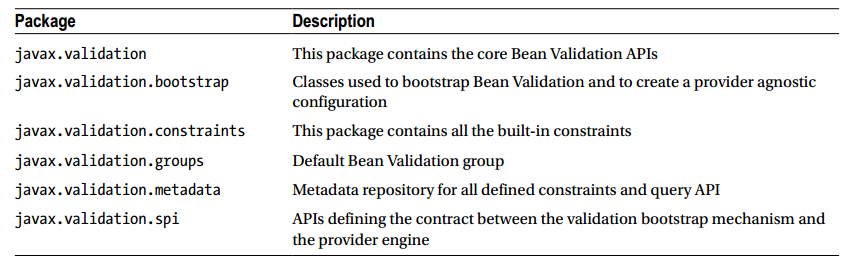 Package Description
javax.validation This package contains the core Bean Validation APIs
javax.validation.bootstrap Classes used to bootstrap Bean Validation and to create a provider agnostic
configuration
javax.validation.constraints This package contains all the built-in constraints
javax.validation.groups Default Bean Validation group
javax.validation.metadata Metadata repository for all defined constraints and query API
javax.validation.spi APIs defining the contract between the validation bootstrap mechanism and
the provider engine